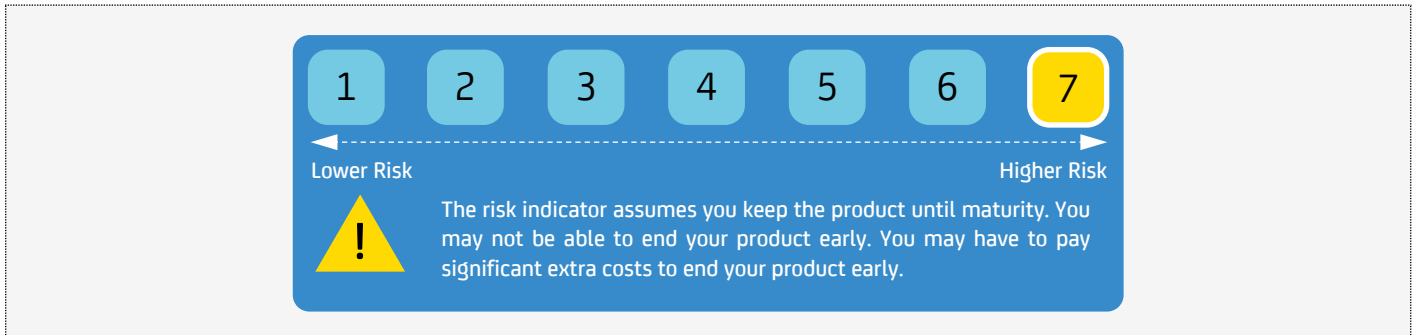 1 2 3 4 5 6 7
Lower Risk Higher Risk
!
The risk indicator assumes you keep the product until maturity. You
may not be able to end your product early. You may have to pay
significant extra costs to end your product early.